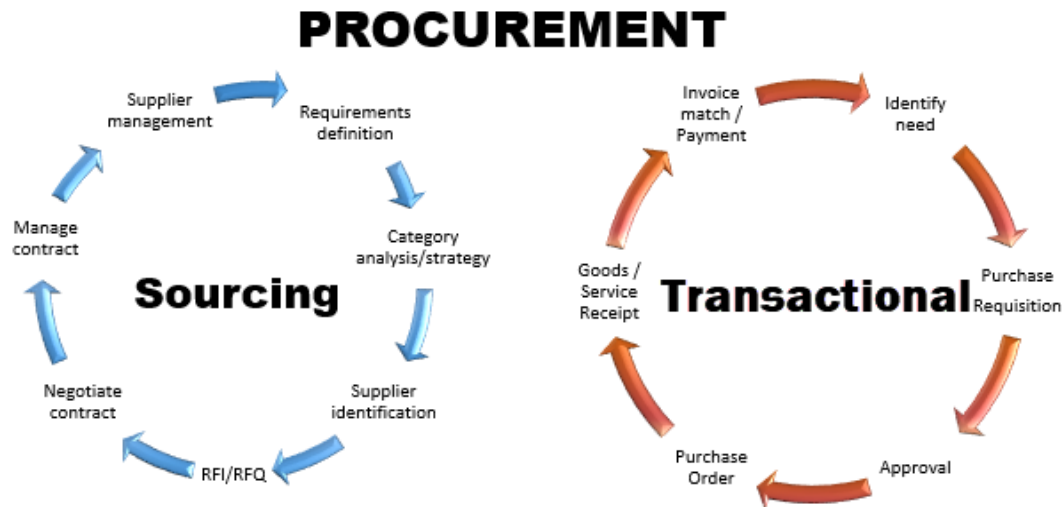 PROCUREMENT
Supplier
management
Requirements
definition
Category
analysis/strategy
Supplier
identification
RFI/RFQ
Negotiate
contract
Manage
contract
Sourcing
Invoice
match /
Payment
Identify
need
Purchase
Requisition
Approval
Purchase
Order
Goods /
Service
Receipt
Transactional